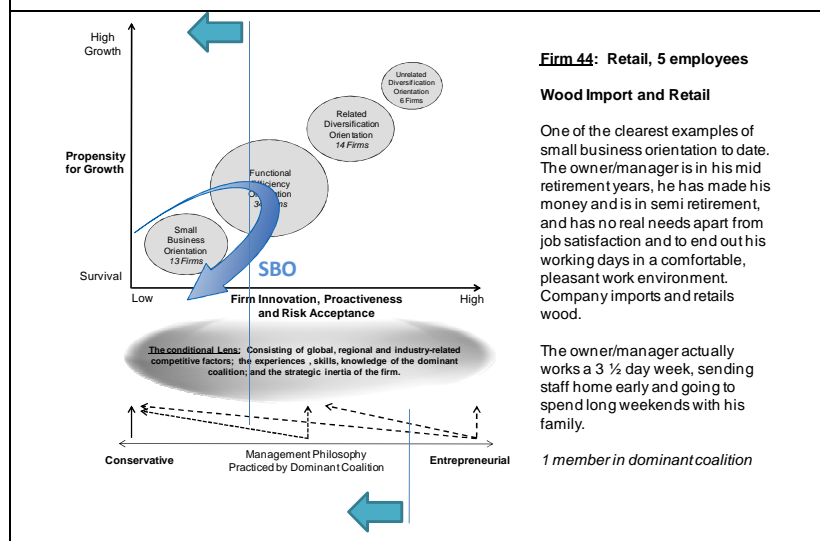 High
Growth
Propensity
for Growth
Survival
Unrelated
Diversification
Orientation
6 Firms
Related
Diversification
Orientation
14 Firms
Functional
Small
Business
Orientation
13 Firms
SBO
Low
Firm Innovation, Proactiveness
and Risk Acceptance
High
The conditional Lens: Consisting of global, regional and industry-related
competitive factors; the experiences , skills, knowledge of the dominant
coalition; and the strategic inertia of the firm.
Conservative
Management Philosophy
Practiced by Dominant Coalition
Entrepreneurial
Firm 44: Retail, 5 employees
Wood Import and Retail
One of the clearest examples of
small business orientation to date.
The owner/manager is in his mid
retirement years, he has made his
money and is in semi retirement,
and has no real needs apart from
job satisfaction and to end out his
working days in a comfortable,
pleasant work environment.
Company imports and retails
wood.
The owner/manager actually
works a 3 ½ day week, sending
staff home early and going to
spend long weekends with his
family.
1 member in dominant coalition